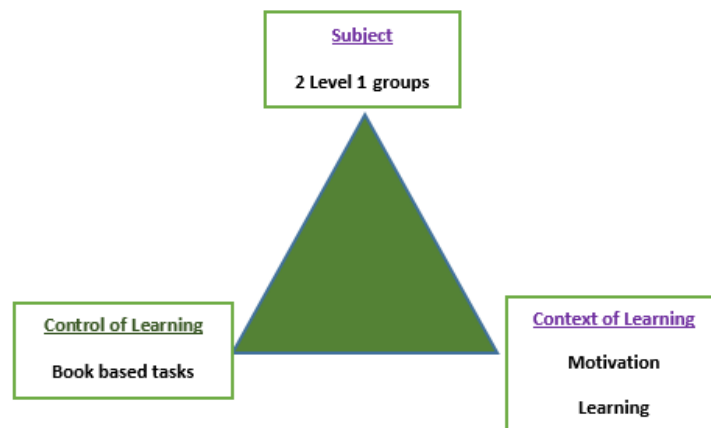 Subject
2 Level 1 groups
Control of Learning
Book based tasks
Context of Learning
Motivation
Learning